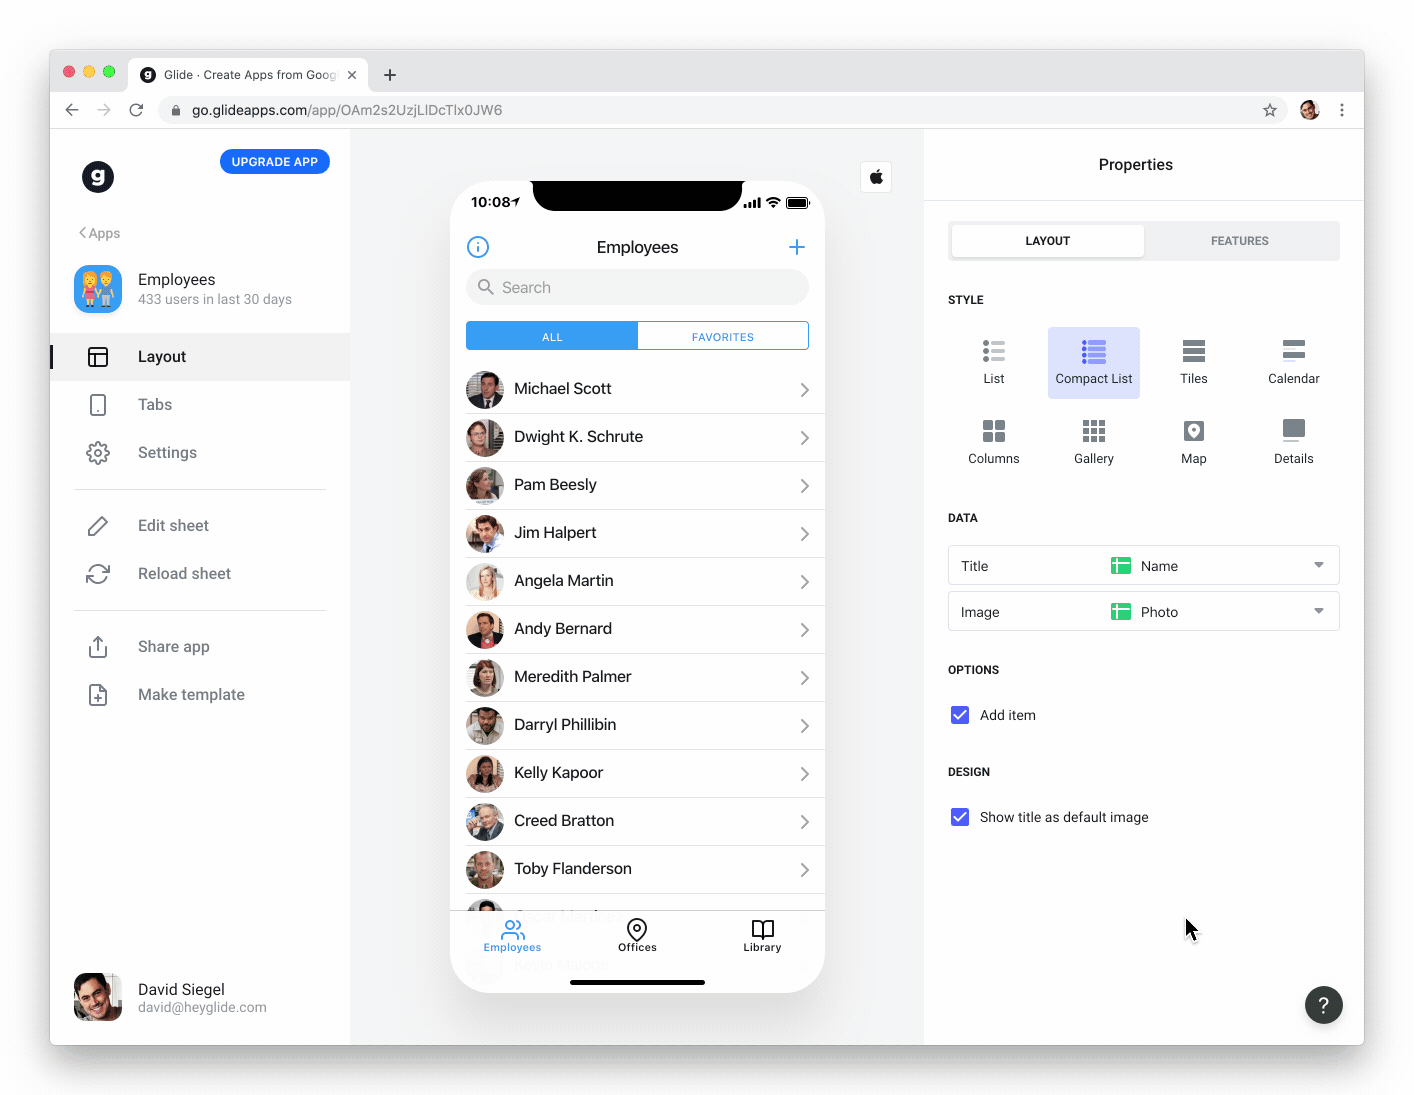 Glide · Create Apps from Goog
go.glideapps.com/app/OAm2s2UzjLIDcTlx0JW6
g
UPGRADE APP
Apps
Employees
433 users in last 30 days
Layout
Tabs
Settings
Edit sheet
Reload sheet
Share app
Make template
David Siegel
david@heyglide.com
10:08
Employees
Search
ALL
FAVORITES
Michael Scott
Dwight K. Schrute
Pam Beesly
Jim Halpert
Angela Martin
Andy Bernard
Meredith Palmer
Darryl Phillibin
Kelly Kapoor
Creed Bratton
Toby Flanderson
Employees
Offices
Library
Properties
LAYOUT
FEATURES
STYLE
List
Compact List
Tiles
Calendar
Columns
Gallery
Map
Details
DATA
Title
Name
Image
Photo
OPTIONS
Add item
DESIGN
Show title as default image
?